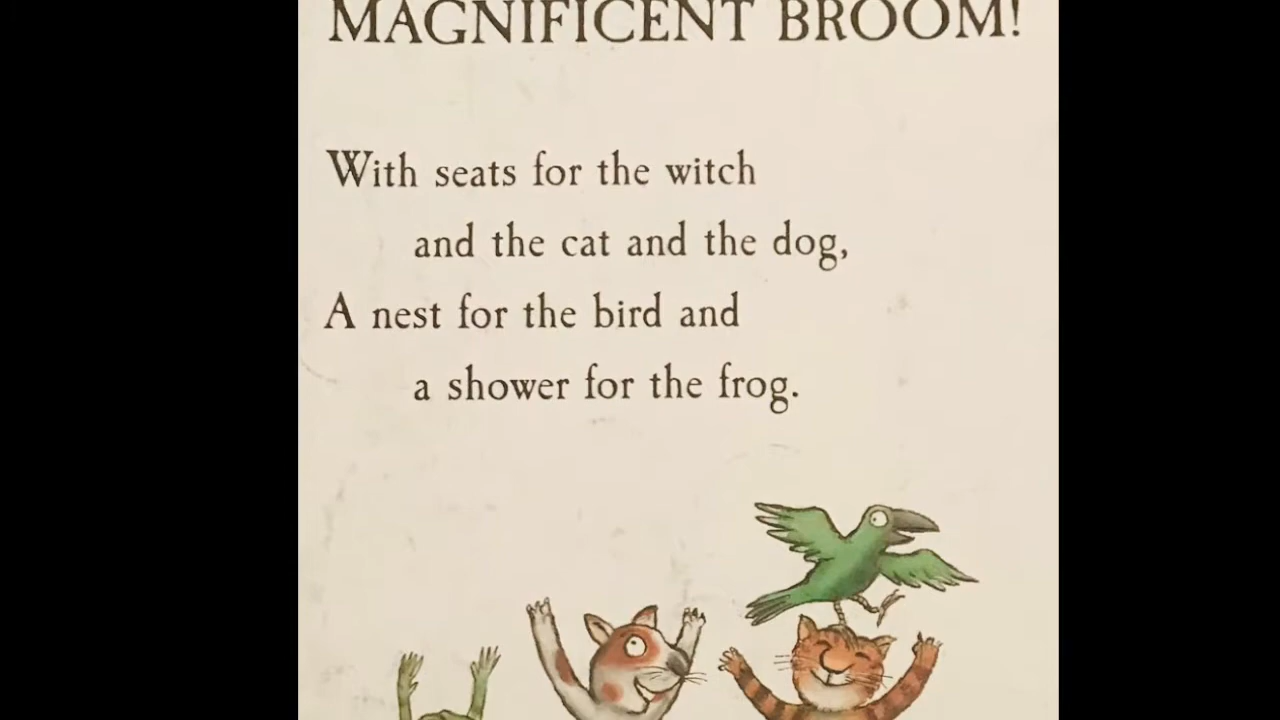 MAGNIFICENT BROOM!
With seats for the witch
and the cat and the dog,
A nest for the bird and
a shower for the frog.